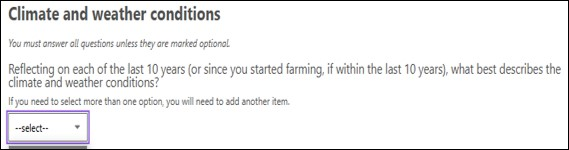 Climate and weather conditions
You must answer all questions unless they are marked optional.
Reflecting on each of the last 10 years (or since you started farming, if within the last 10 years), what best describes the
climate and weather conditions?
If you need to select more than one option, you will need to add another item.
--select--